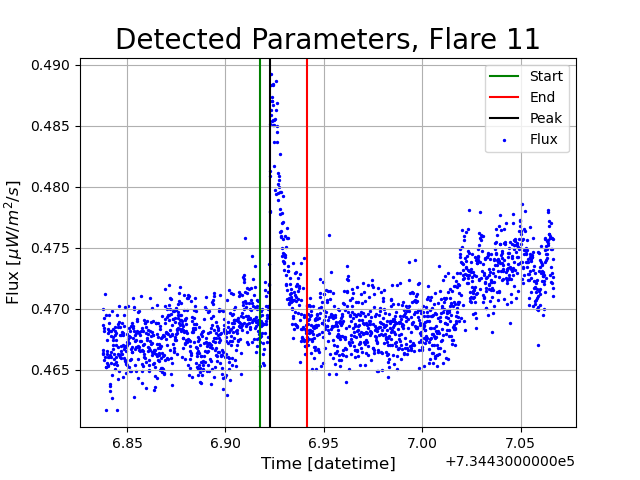 Detected Parameters, Flare 11
Flux [μW/m²/s]
0.490
0.485
0.480
0.475
0.470
0.465
Start
End
Peak
Flux
6.85 6.90 6.95 7.00 7.05
Time [datetime]
+7.3443000000e5